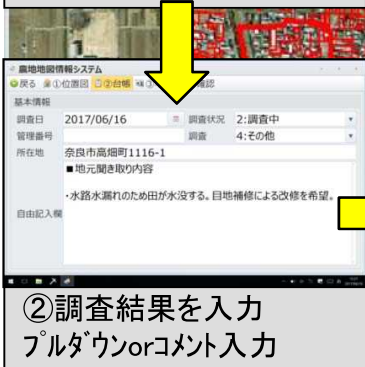 農地地図情報システム
戻る ①位置図 ②台帳 ③ 確認
基本情報
調査日 2017/06/16 調査状況 2:調査中
管理番号 調査 4:その他
所在地 奈良市高畑町1116-1
■地元聞き取り内容
・水路水漏れのため田が水没する。目地補修による改修を希望。
自由記入欄
②調査結果を入力
ﾌﾟﾙﾀﾞｳﾝorｺﾒﾝﾄ入力